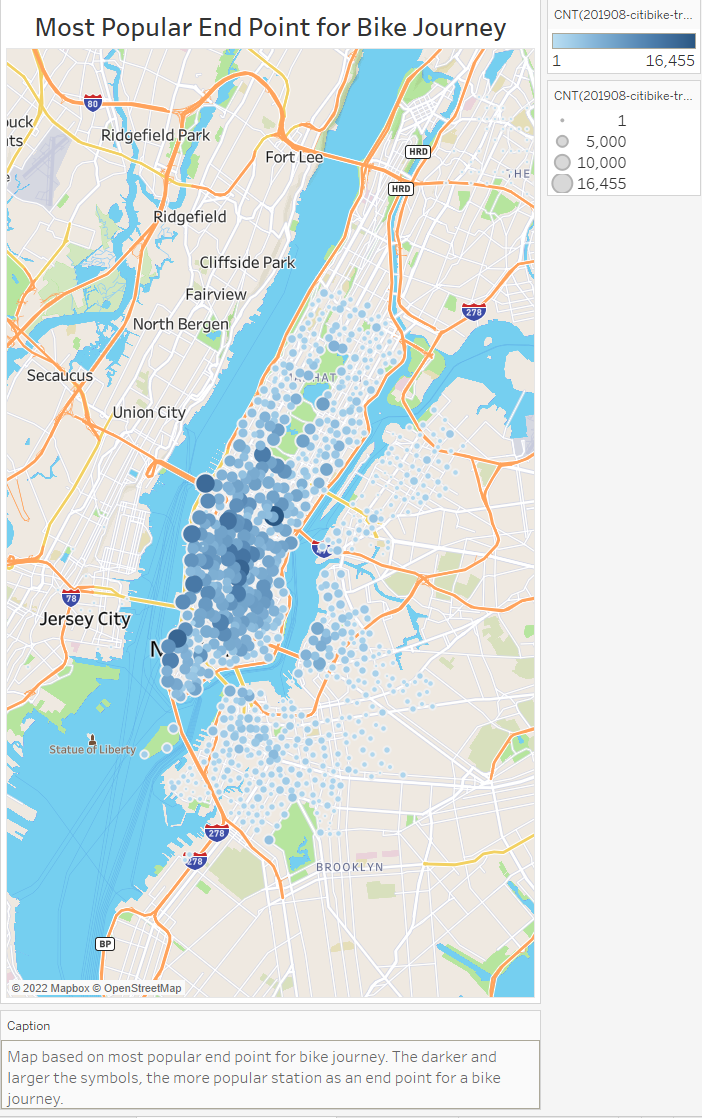 Most Popular End Point for Bike Journey
CNT(201908-citibike-tr...
1
16,455
CNT(201908-citibike-tr...
1
5,000
10,000
16,455
80
Ridgefield Park
Fort Lee
HRD
HRD
Ridgefield
Cliffside Park
Fairview
North Bergen
278
Secaucus
Union City
78
Jersey City
N
Statue of Liberty
278
278
BROOKLYN
BP
© 2022 Mapbox © OpenStreetMap
Caption
Map based on most popular end point for bike journey. The darker and
larger the symbols, the more popular station as an end point for a bike
journey.